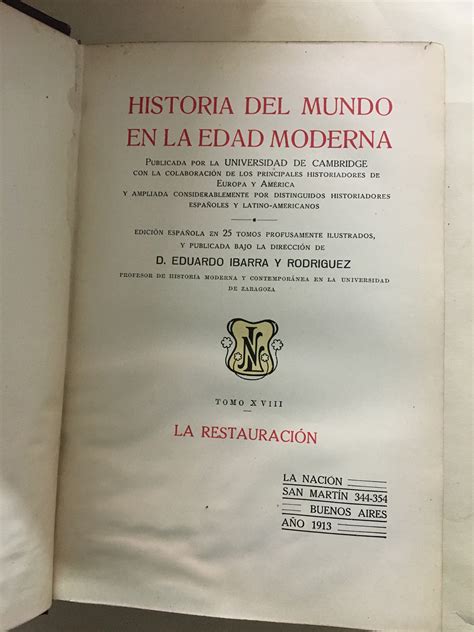 HISTORIA DEL MUNDO
EN LA EDAD MODERNA
PUBLICADA POR LA UNIVERSIDAD DE CAMBRIDGE
CON LA COLABORACIÓN DE LOS PRINCIPALES HISTORIADORES DE
EUROPA Y AMÉRICA
Y AMPLIADA CONSIDERABLEMENTE POR DISTINGUIDOS HISTORIADORES
ESPAÑOLES Y LATINO-AMERICANOS
EDICIÓN ESPAÑOLA EN 25 TOMOS PROFUSAMENTE ILUSTRADOS,
Y PUBLICADA BAJO LA DIRECCIÓN DE
D. EDUARDO IBARRA Y RODRIGUEZ
PROFESOR DE HISTORIA MODERNA Y CONTEMPORÁNEA EN LA UNIVERSIDAD
DE ZARAGOZA
LN
TOMO XVIII
LA RESTAURACIÓN
LA NACIÓN
SAN MARTÍN 344-354
BUENOS AIRES
AÑO 1913